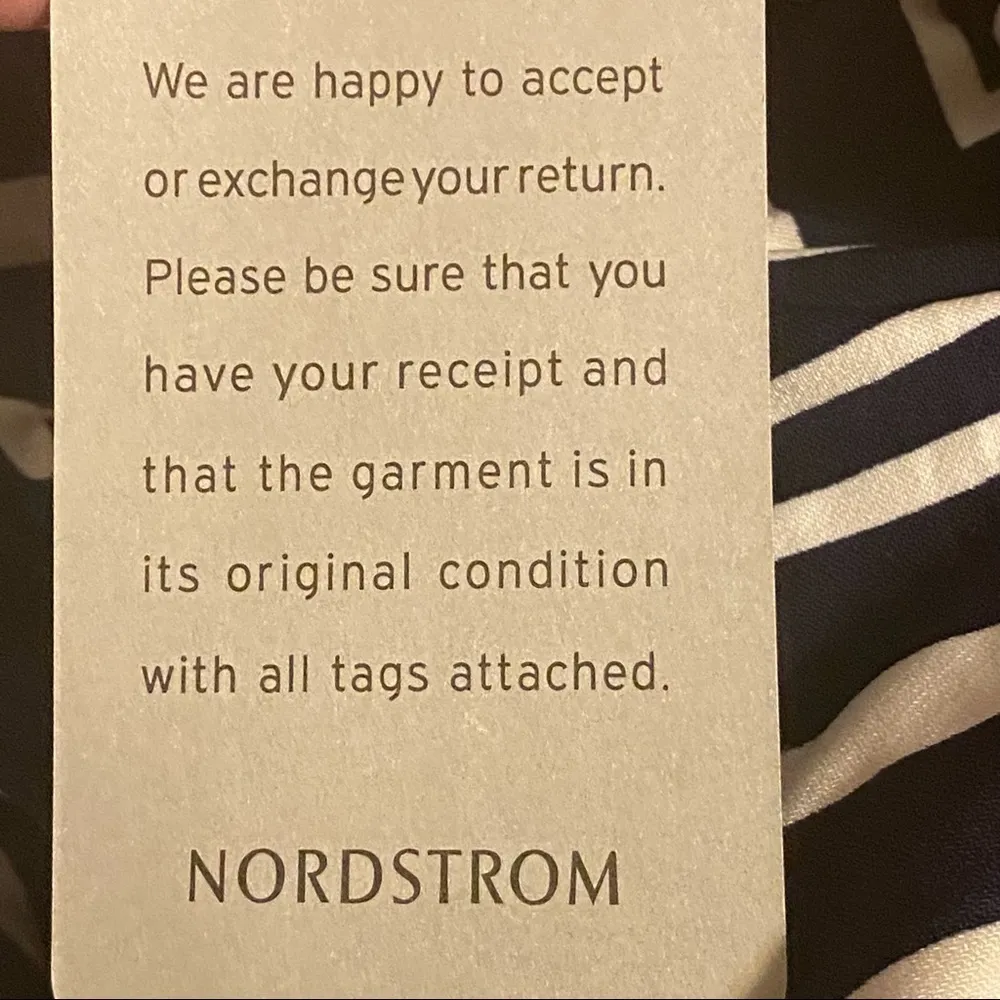 We are happy to accept
or exchange your return.
Please be sure that you
have your receipt and
that the garment is in
its original condition
with all tags attached.
NORDSTROM